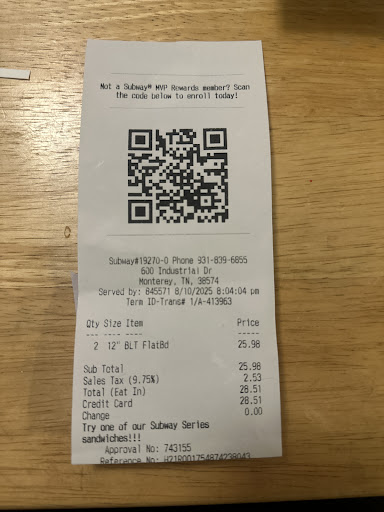 Not a Subway® MVP Rewards member? Scan
the code below to enroll today!
Subway#19270-0 Phone 931-839-6855
600 Industrial Dr
Monterey, TN, 38574
Served by: 845571 8/10/2025 8:04:04 pm
Term ID-Trans# 1/A-413963
Qty Size Item Price
2 12" BLT FlatBd 25.98
Sub Total 25.98
Sales Tax (9.75%) 2.53
Total (Eat In) 28.51
Credit Card 28.51
Change 0.00
Try one of our Subway Series
sandwiches!!!
Approval No: 743155
Reference No: